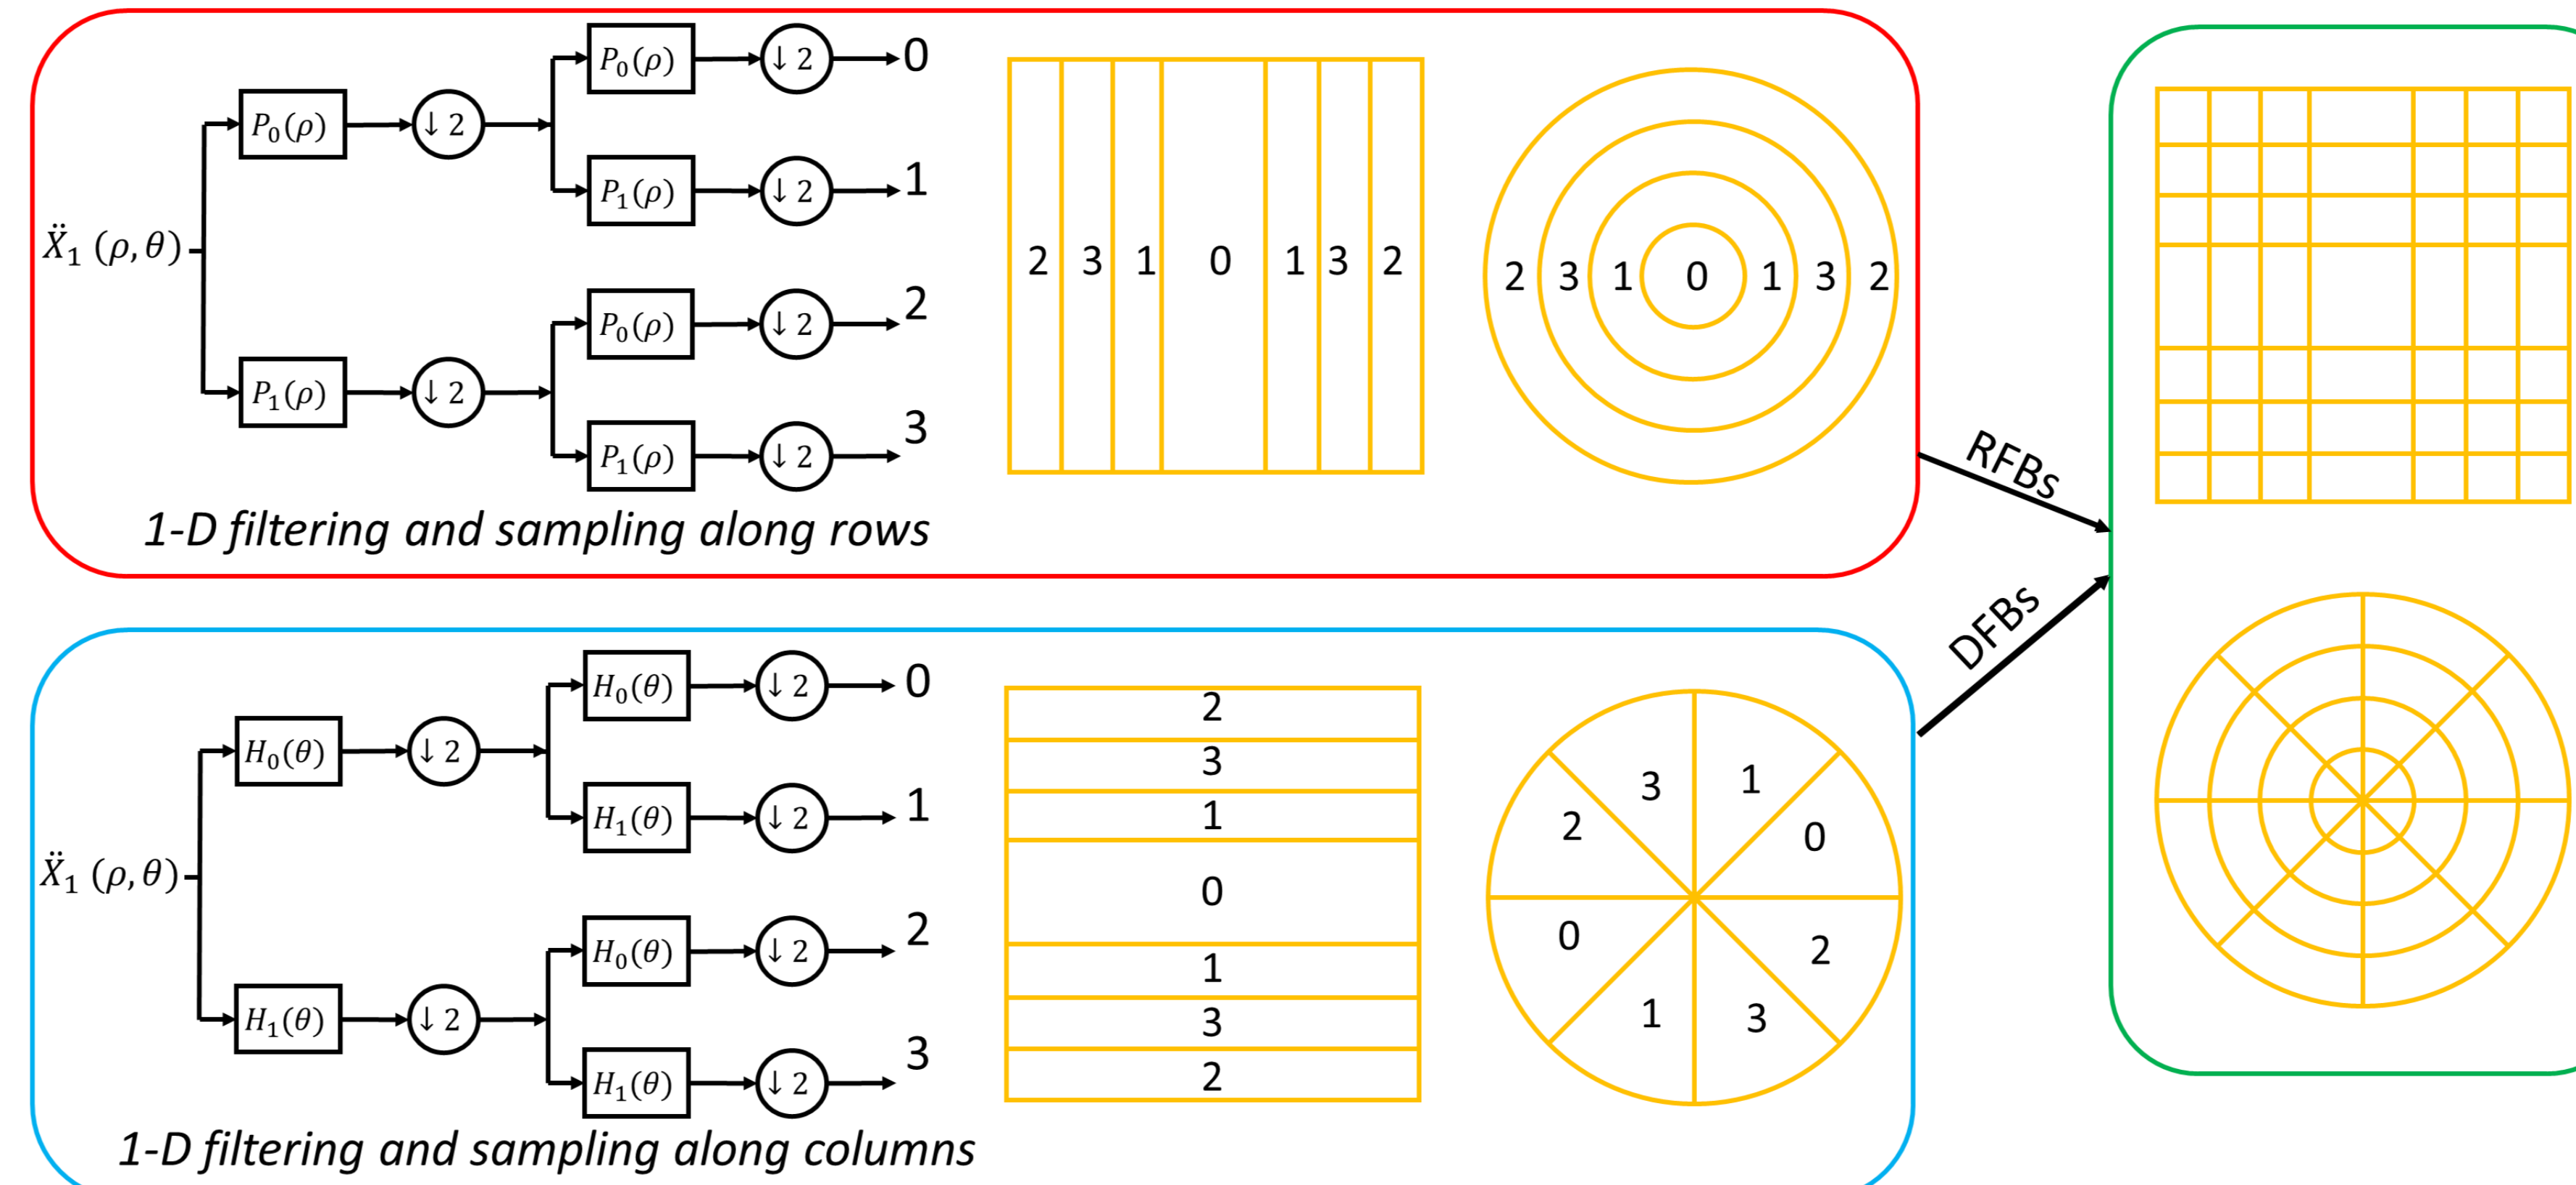 P₀(ρ) ↓ 2 0
P₀(ρ) ↓ 2
P₁(ρ) ↓ 2 1
Ẍ₁ (ρ, θ)
P₀(ρ) ↓ 2 2
P₁(ρ) ↓ 2
P₁(ρ) ↓ 2 3
1-D filtering and sampling along rows
2 3 1 0 1 3 2
2 3 1 0 1 3 2
RFBs
H₀(θ) ↓ 2 0
H₀(θ) ↓ 2
H₁(θ) ↓ 2 1
Ẍ₁ (ρ, θ)
H₀(θ) ↓ 2 2
H₁(θ) ↓ 2
H₁(θ) ↓ 2 3
1-D filtering and sampling along columns
2
3
1
0
1
3
2
3 1
2 0
0 2
1 3
DFBs